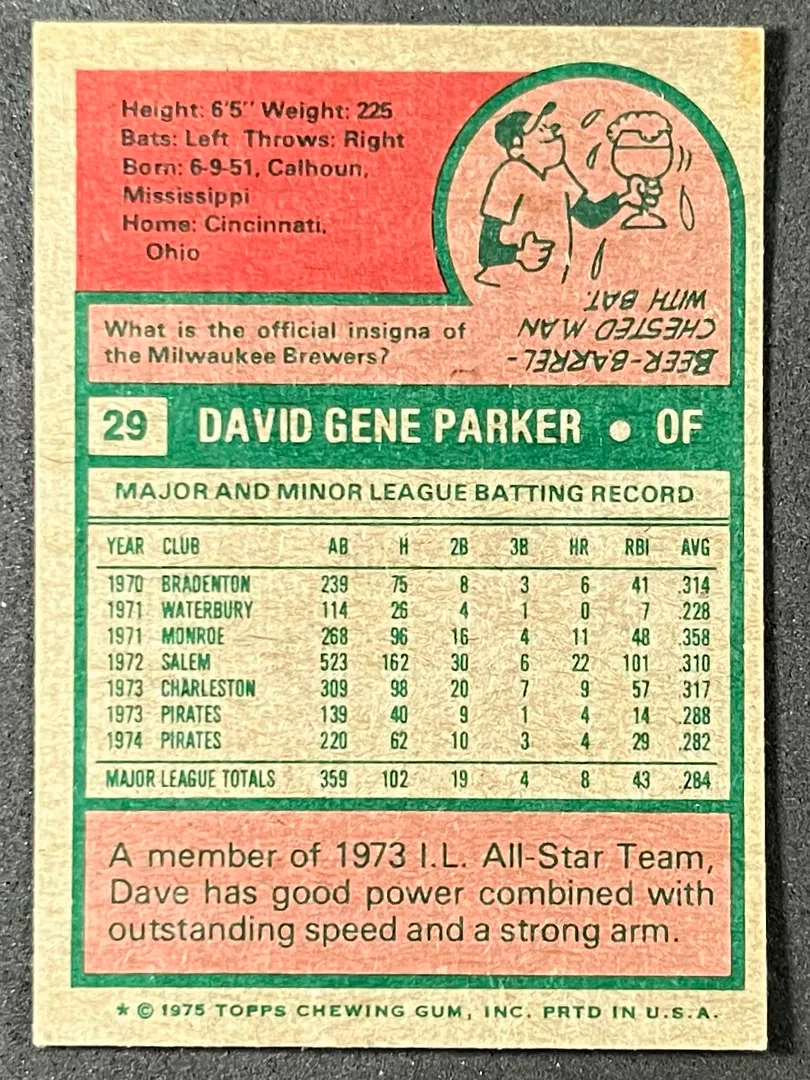 Height: 6'5" Weight: 225
Bats: Left Throws: Right
Born: 6-9-51, Calhoun,
Mississippi
Home: Cincinnati,
Ohio
What is the official insigna of
the Milwaukee Brewers?
BEER-BARREL-
CHESTED MAN
WITH BAT.
29 DAVID GENE PARKER • OF
MAJOR AND MINOR LEAGUE BATTING RECORD
YEAR CLUB AB H 2B 3B HR RBI AVG
1970 BRADENTON 239 75 8 3 6 41 .314
1971 WATERBURY 114 26 4 1 0 7 .228
1971 MONROE 268 96 16 4 11 48 .358
1972 SALEM 523 162 30 6 22 101 .310
1973 CHARLESTON 309 98 20 7 9 57 .317
1973 PIRATES 139 40 9 1 4 14 .288
1974 PIRATES 220 62 10 3 4 29 .282
MAJOR LEAGUE TOTALS 359 102 19 4 8 43 .284
A member of 1973 I.L. All-Star Team,
Dave has good power combined with
outstanding speed and a strong arm.
* © 1975 TOPPS CHEWING GUM, INC. PRTD IN U.S.A.